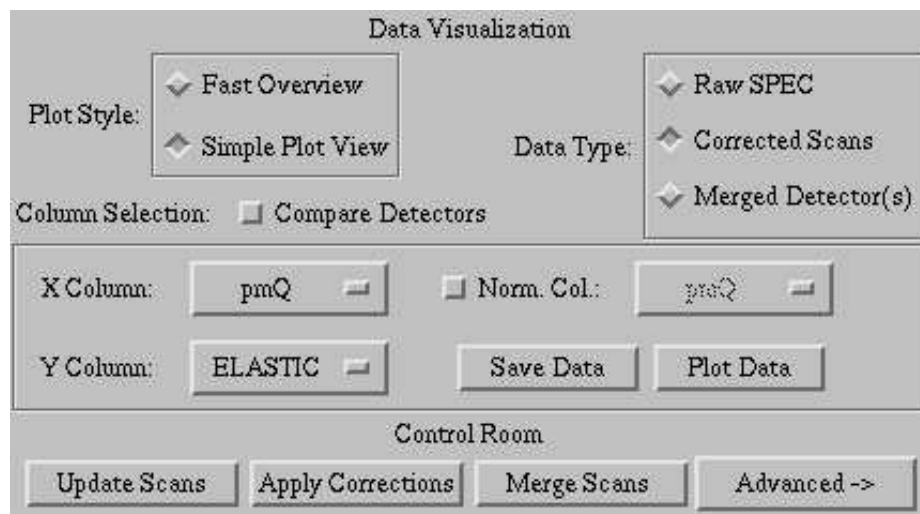 Data Visualization
Fast Overview
Raw SPEC
Plot Style:
Simple Plot View
Data Type:
Corrected Scans
Merged Detector(s)
Column Selection:
Compare Detectors
X Column:
pmQ
Norm. Col.:
pmQ
Y Column:
ELASTIC
Save Data
Plot Data
Control Room
Update Scans
Apply Corrections
Merge Scans
Advanced ->